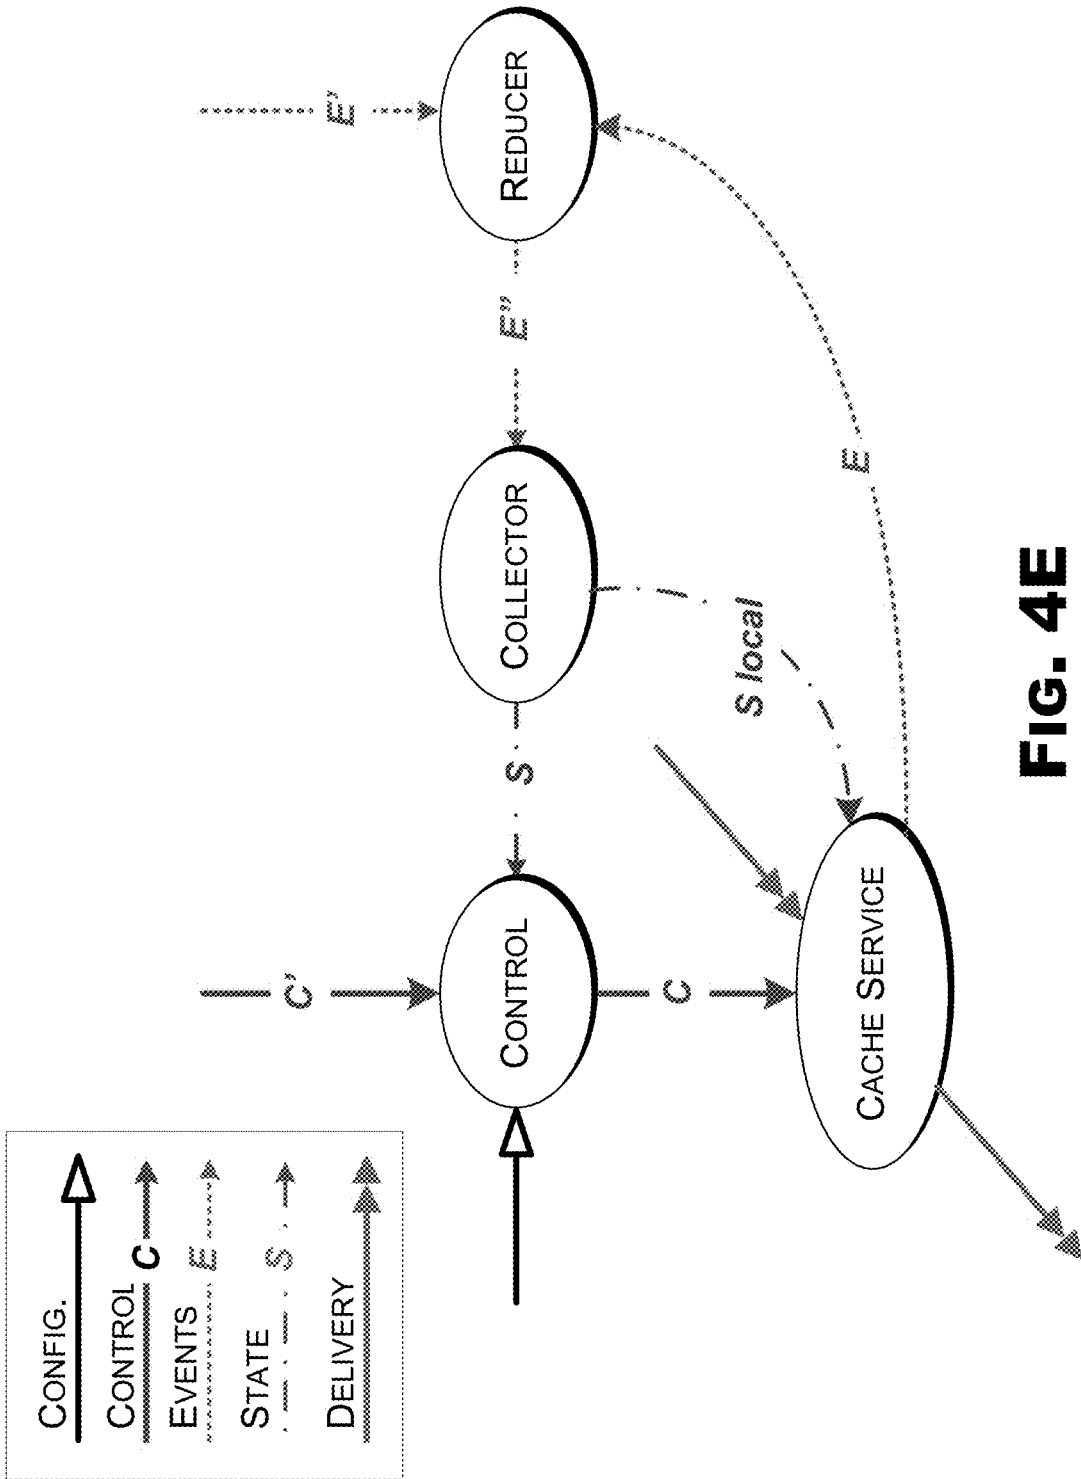 CONFIG.
CONTROL C
EVENTS E
STATE S
DELIVERY
C'
E'
CONTROL
S
COLLECTOR
E''
REDUCER
C
S local
E
CACHE SERVICE
FIG. 4E